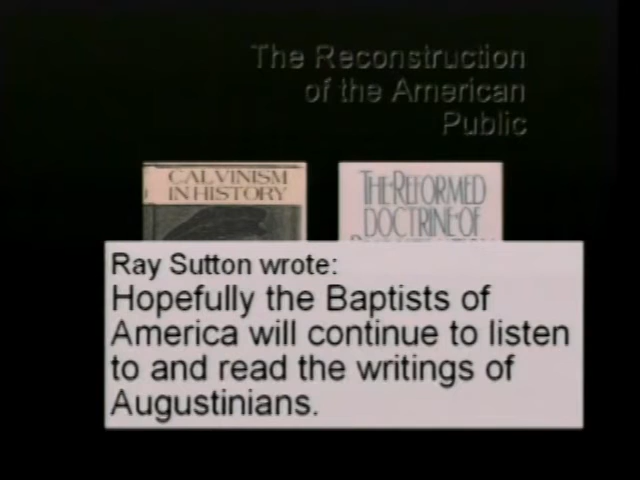 The Reconstruction
of the American
Public
CALVINISM
IN HISTORY
THE REFORMED
DOCTRINE OF
Ray Sutton wrote:
Hopefully the Baptists of
America will continue to listen
to and read the writings of
Augustinians.